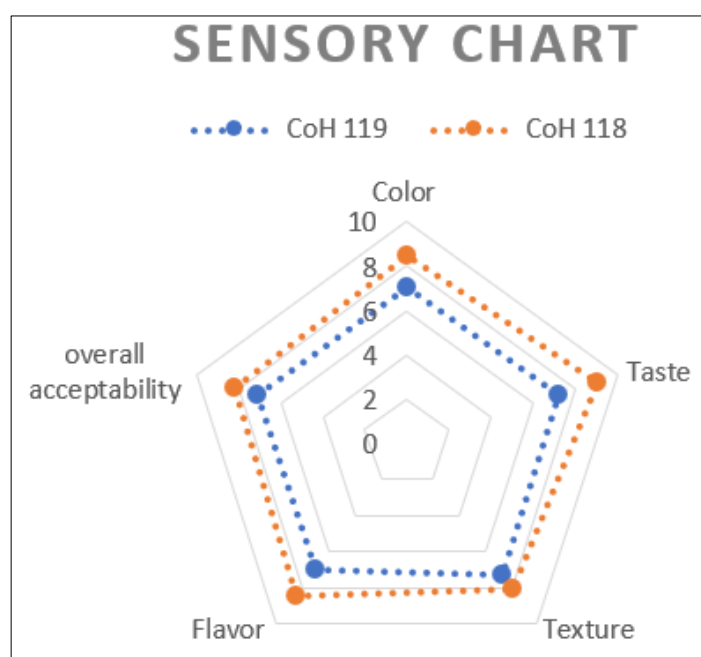 SENSORY CHART
CoH 119 CoH 118
Color
10
8
6
4
2
0
Taste
Texture
Flavor
overall
acceptability